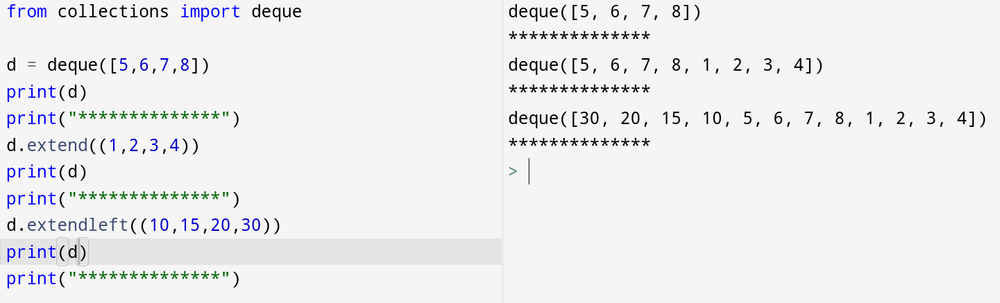 from collections import deque
d = deque([5,6,7,8])
print(d)
print("**************")
d.extend((1,2,3,4))
print(d)
print("**************")
d.extendleft((10,15,20,30))
print(d)
print("**************")
deque([5, 6, 7, 8])
**************
deque([5, 6, 7, 8, 1, 2, 3, 4])
**************
deque([30, 20, 15, 10, 5, 6, 7, 8, 1, 2, 3, 4])
**************
>